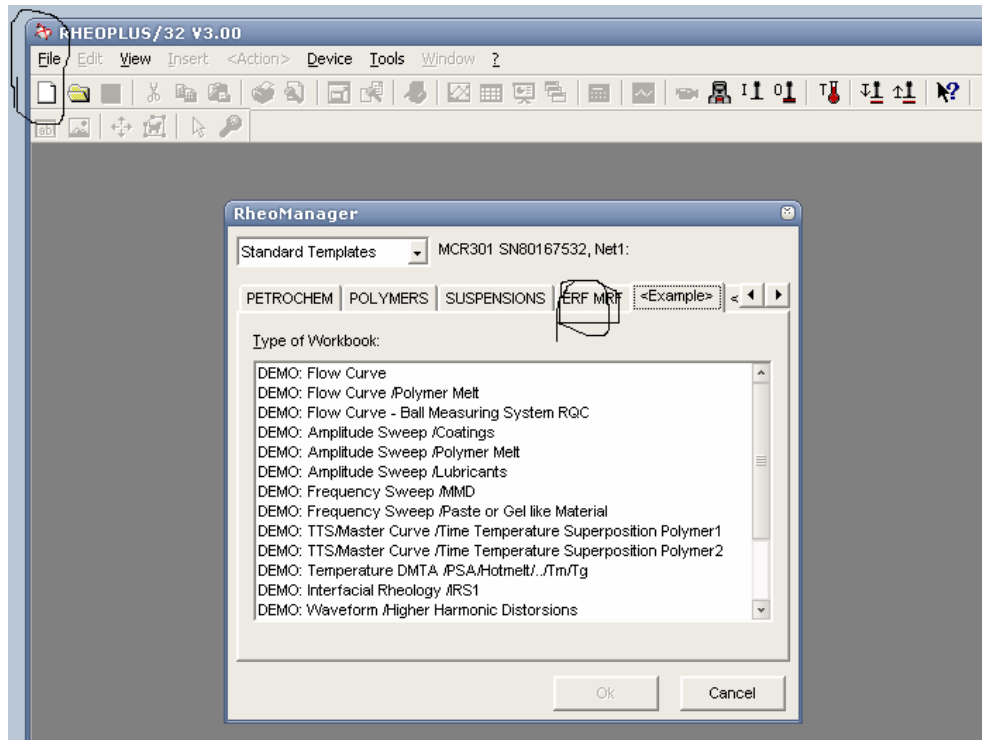 RHEOPLUS/32 V3.00
File Edit View Insert <Action> Device Tools Window ?
RheoManager
Standard Templates MCR301 SN80167532, Net1:
PETROCHEM POLYMERS SUSPENSIONS ERF MRF <Example> <
Type of Workbook:
DEMO: Flow Curve
DEMO: Flow Curve /Polymer Melt
DEMO: Flow Curve - Ball Measuring System RQC
DEMO: Amplitude Sweep /Coatings
DEMO: Amplitude Sweep /Polymer Melt
DEMO: Amplitude Sweep /Lubricants
DEMO: Frequency Sweep /MMD
DEMO: Frequency Sweep /Paste or Gel like Material
DEMO: TTS/Master Curve /Time Temperature Superposition Polymer1
DEMO: TTS/Master Curve /Time Temperature Superposition Polymer2
DEMO: Temperature DMTA /PSA/Hotmelt/../Tm/Tg
DEMO: Interfacial Rheology /IRS1
DEMO: Waveform /Higher Harmonic Distorsions
Ok Cancel